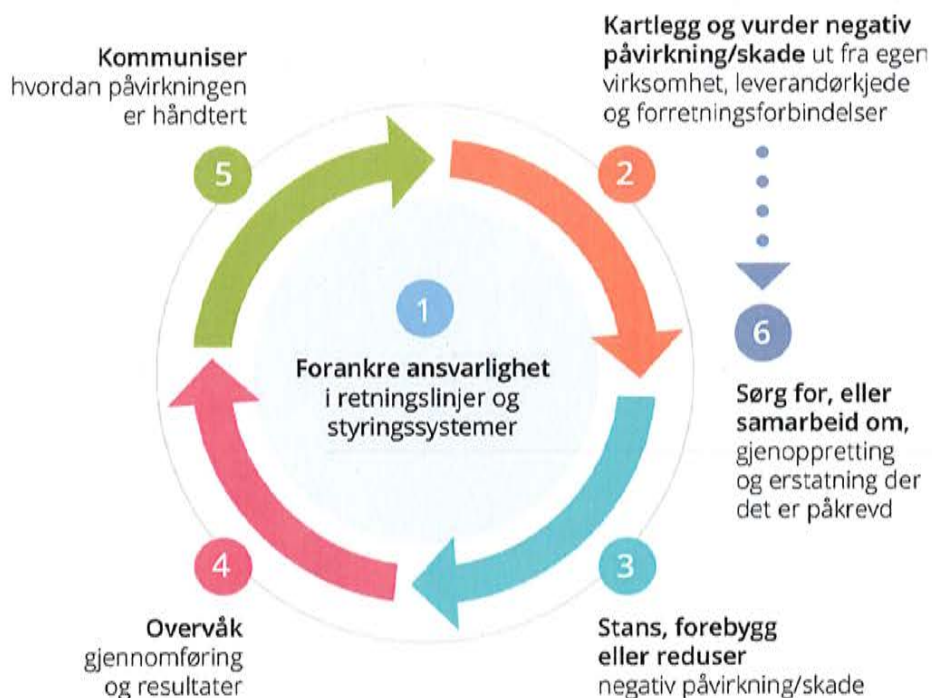 Kommuniser
hvordan påvirkningen
er håndtert
5
Kartlegg og vurder negativ
påvirkning/skade ut fra egen
virksomhet, leverandørkjede
og forretningsforbindelser
2
1
Forankre ansvarlighet
i retningslinjer og
styringssystemer
6
Sørg for, eller
samarbeid om,
gjenoppretting
og erstatning der
det er påkrevd
4
Overvåk
gjennomføring
og resultater
3
Stans, forebygg
eller reduser
negativ påvirkning/skade